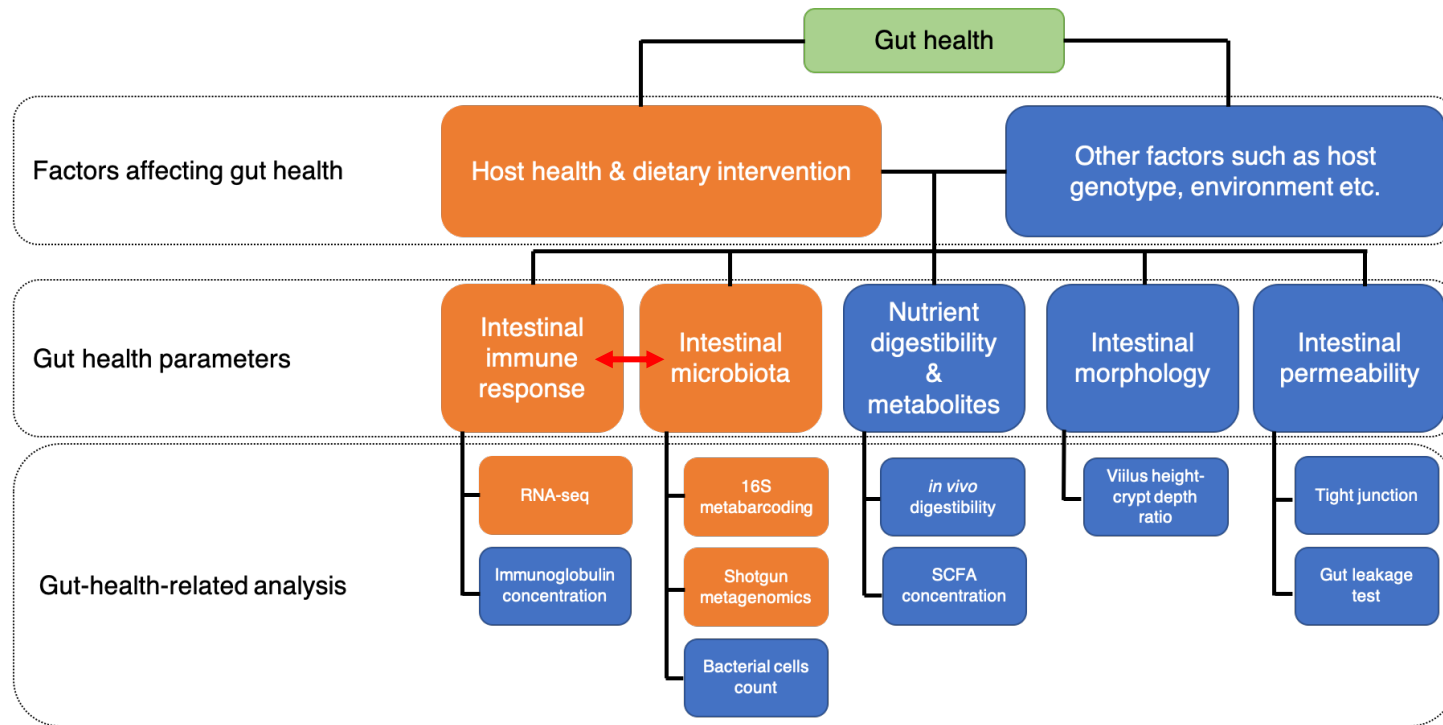 Gut health
Factors affecting gut health
Host health & dietary intervention
Other factors such as host
genotype, environment etc.
Gut health parameters
Intestinal
immune
response
Intestinal
microbiota
Nutrient
digestibility
&
metabolites
Intestinal
morphology
Intestinal
permeability
Gut-health-related analysis
RNA-seq
Immunoglobulin
concentration
16S
metabarcoding
Shotgun
metagenomics
Bacterial cells
count
in vivo
digestibility
SCFA
concentration
Viilus height-
crypt depth
ratio
Tight junction
Gut leakage
test